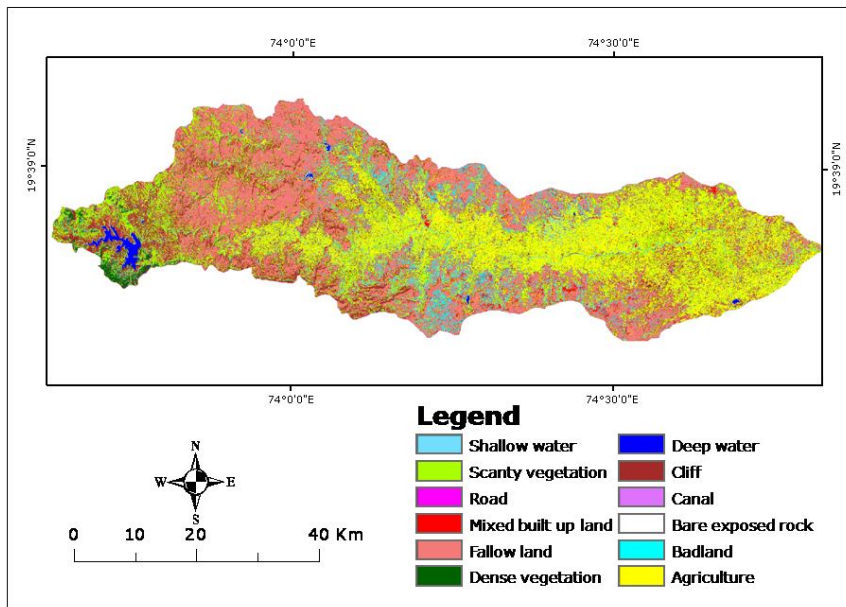 74°0'0"E 74°30'0"E
19°39'0"N 19°39'0"N
74°0'0"E 74°30'0"E
Legend
Shallow water Deep water
Scanty vegetation Cliff
Road Canal
Mixed built up land Bare exposed rock
Fallow land Badland
Dense vegetation Agriculture
N
W E
S
0 10 20 40 Km